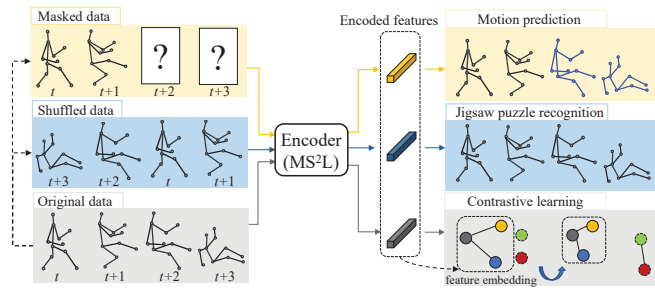 Masked data
? ?
t t+1 t+2 t+3
Shuffled data
t+3 t+2 t t+1
Original data
t t+1 t+2 t+3
Encoder
(MS²L)
Encoded features
Motion prediction
Jigsaw puzzle recognition
Contrastive learning
feature embedding